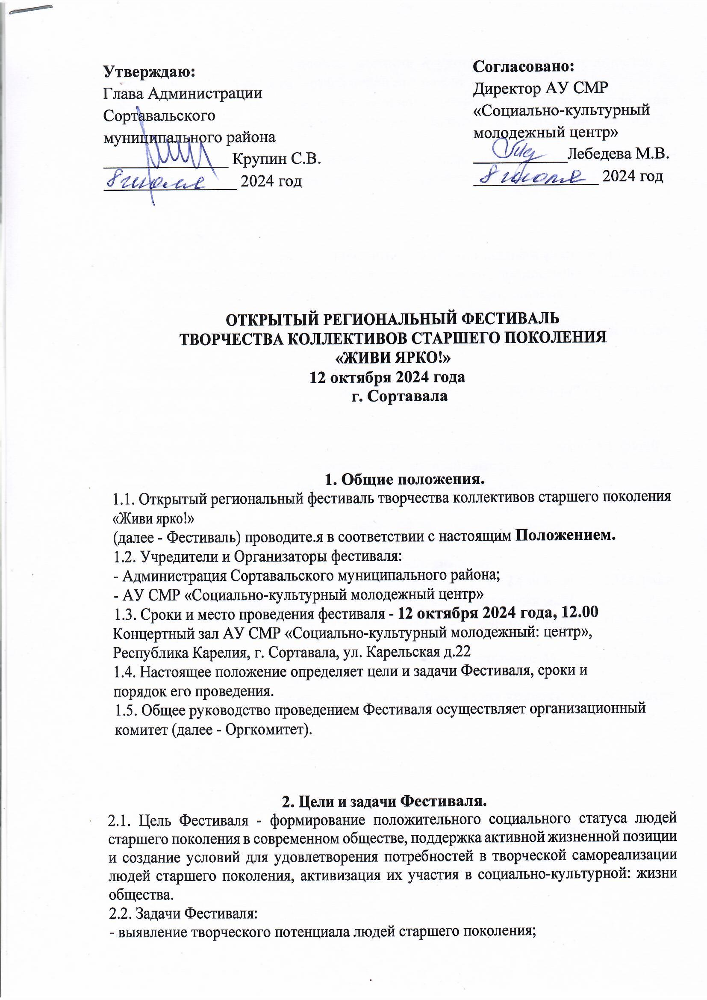 Утверждаю:
Глава Администрации
Сортавальского
муниципального района
Крупин С.В.
8 июля 2024 год
Согласовано:
Директор АУ СМР
«Социально-культурный
молодежный центр»
Лебедева М.В.
8 июля 2024 год
ОТКРЫТЫЙ РЕГИОНАЛЬНЫЙ ФЕСТИВАЛЬ
ТВОРЧЕСТВА КОЛЛЕКТИВОВ СТАРШЕГО ПОКОЛЕНИЯ
«ЖИВИ ЯРКО!»
12 октября 2024 года
г. Сортавала
1. Общие положения.
1.1. Открытый региональный фестиваль творчества коллективов старшего поколения
«Живи ярко!»
(далее - Фестиваль) проводите.я в соответствии с настоящим Положением.
1.2. Учредители и Организаторы фестиваля:
- Администрация Сортавальского муниципального района;
- АУ СМР «Социально-культурный молодежный центр»
1.3. Сроки и место проведения фестиваля - 12 октября 2024 года, 12.00
Концертный зал АУ СМР «Социально-культурный молодежный: центр»,
Республика Карелия, г. Сортавала, ул. Карельская д.22
1.4. Настоящее положение определяет цели и задачи Фестиваля, сроки и
порядок его проведения.
1.5. Общее руководство проведением Фестиваля осуществляет организационный
комитет (далее - Оргкомитет).
2. Цели и задачи Фестиваля.
2.1. Цель Фестиваля - формирование положительного социального статуса людей
старшего поколения в современном обществе, поддержка активной жизненной позиции
и создание условий для удовлетворения потребностей в творческой самореализации
людей старшего поколения, активизация их участия в социально-культурной: жизни
общества.
2.2. Задачи Фестиваля:
- выявление творческого потенциала людей старшего поколения;